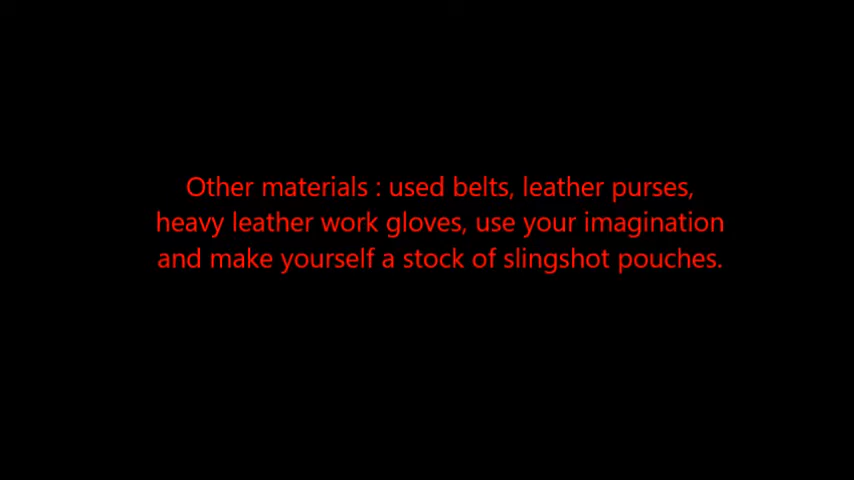 Other materials : used belts, leather purses,
heavy leather work gloves, use your imagination
and make yourself a stock of slingshot pouches.